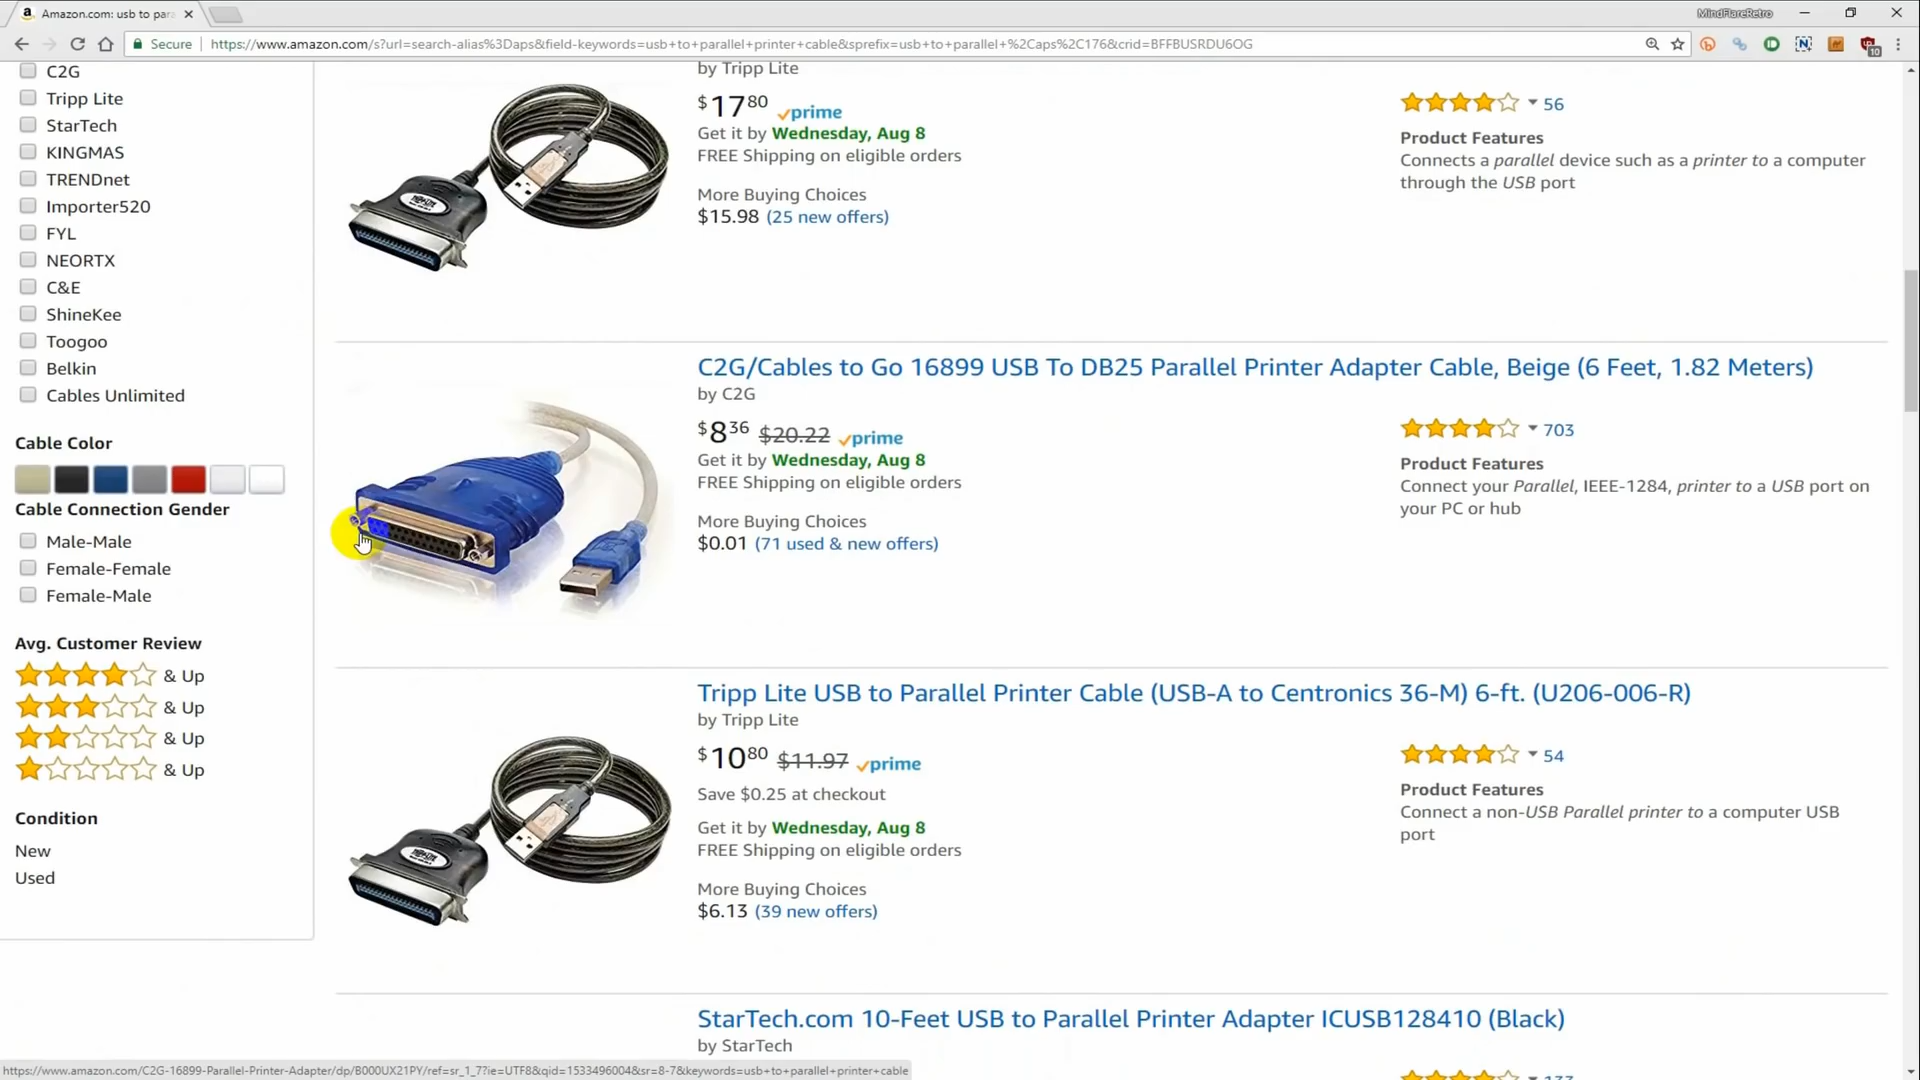 Amazon.com: usb to par
MindFlareRetro
Secure
https://www.amazon.com/s?url=search-alias%3Daps&field-keywords=usb+to+parallel+printer+cable&sprefix=usb+to+parallel+%2Caps%2C176&crid=BFFBUSRDU6OG
10
C2G
Tripp Lite
StarTech
KINGMAS
TRENDnet
Importer520
FYL
NEORTX
C&E
ShineKee
Toogoo
Belkin
Cables Unlimited
Cable Color
Cable Connection Gender
Male-Male
Female-Female
Female-Male
Avg. Customer Review
& Up
& Up
& Up
& Up
Condition
New
Used
by Tripp Lite
$17 80 prime
Get it by Wednesday, Aug 8
FREE Shipping on eligible orders
More Buying Choices
$15.98 (25 new offers)
56
Product Features
Connects a parallel device such as a printer to a computer
through the USB port
C2G/Cables to Go 16899 USB To DB25 Parallel Printer Adapter Cable, Beige (6 Feet, 1.82 Meters)
by C2G
$8 36 $20.22 prime
Get it by Wednesday, Aug 8
FREE Shipping on eligible orders
More Buying Choices
$0.01 (71 used & new offers)
703
Product Features
Connect your Parallel, IEEE-1284, printer to a USB port on
your PC or hub
Tripp Lite USB to Parallel Printer Cable (USB-A to Centronics 36-M) 6-ft. (U206-006-R)
by Tripp Lite
$10 80 $11.97 prime
Save $0.25 at checkout
Get it by Wednesday, Aug 8
FREE Shipping on eligible orders
More Buying Choices
$6.13 (39 new offers)
54
Product Features
Connect a non-USB Parallel printer to a computer USB
port
StarTech.com 10-Feet USB to Parallel Printer Adapter ICUSB128410 (Black)
by StarTech
https://www.amazon.com/C2G-16899-Parallel-Printer-Adapter/dp/B000UX21PY/ref=sr_1_7?ie=UTF8&qid=1533496004&sr=8-7&keywords=usb+to+parallel+printer+cable